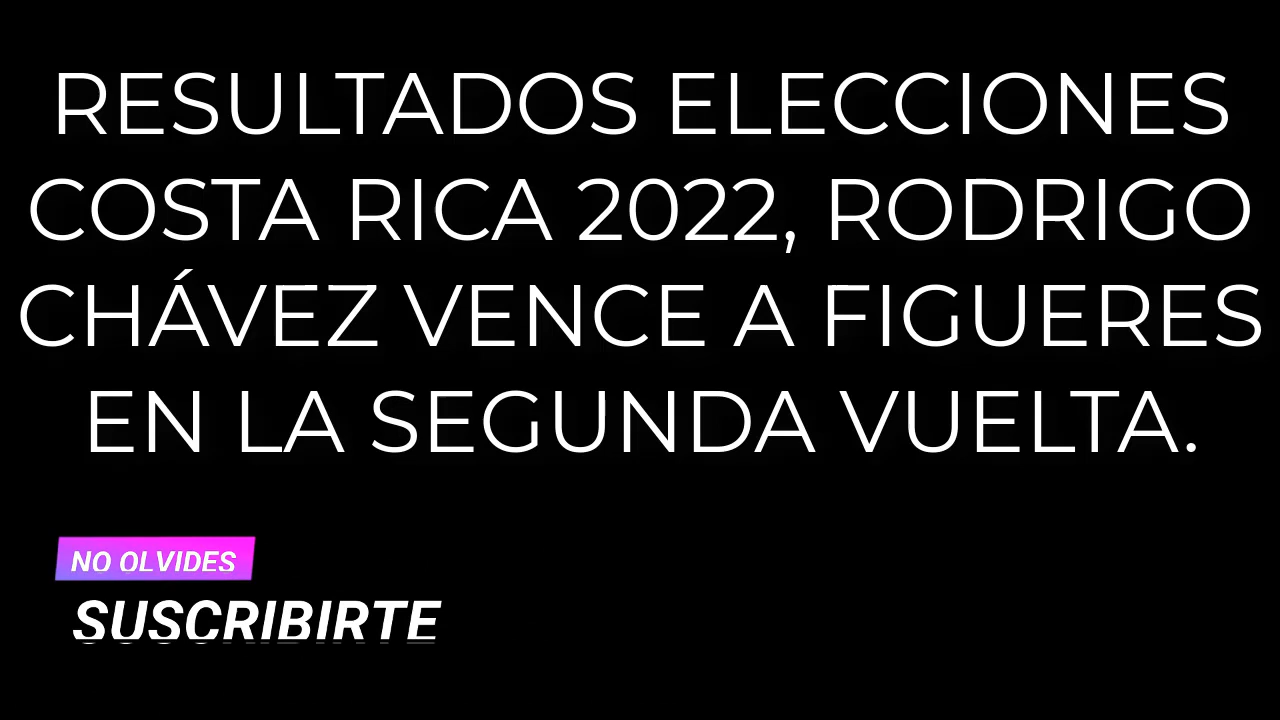 RESULTADOS ELECCIONES
COSTA RICA 2022, RODRIGO
CHÁVEZ VENCE A FIGUERES
EN LA SEGUNDA VUELTA.
NO OLVIDES
SUSCRIBIRTE